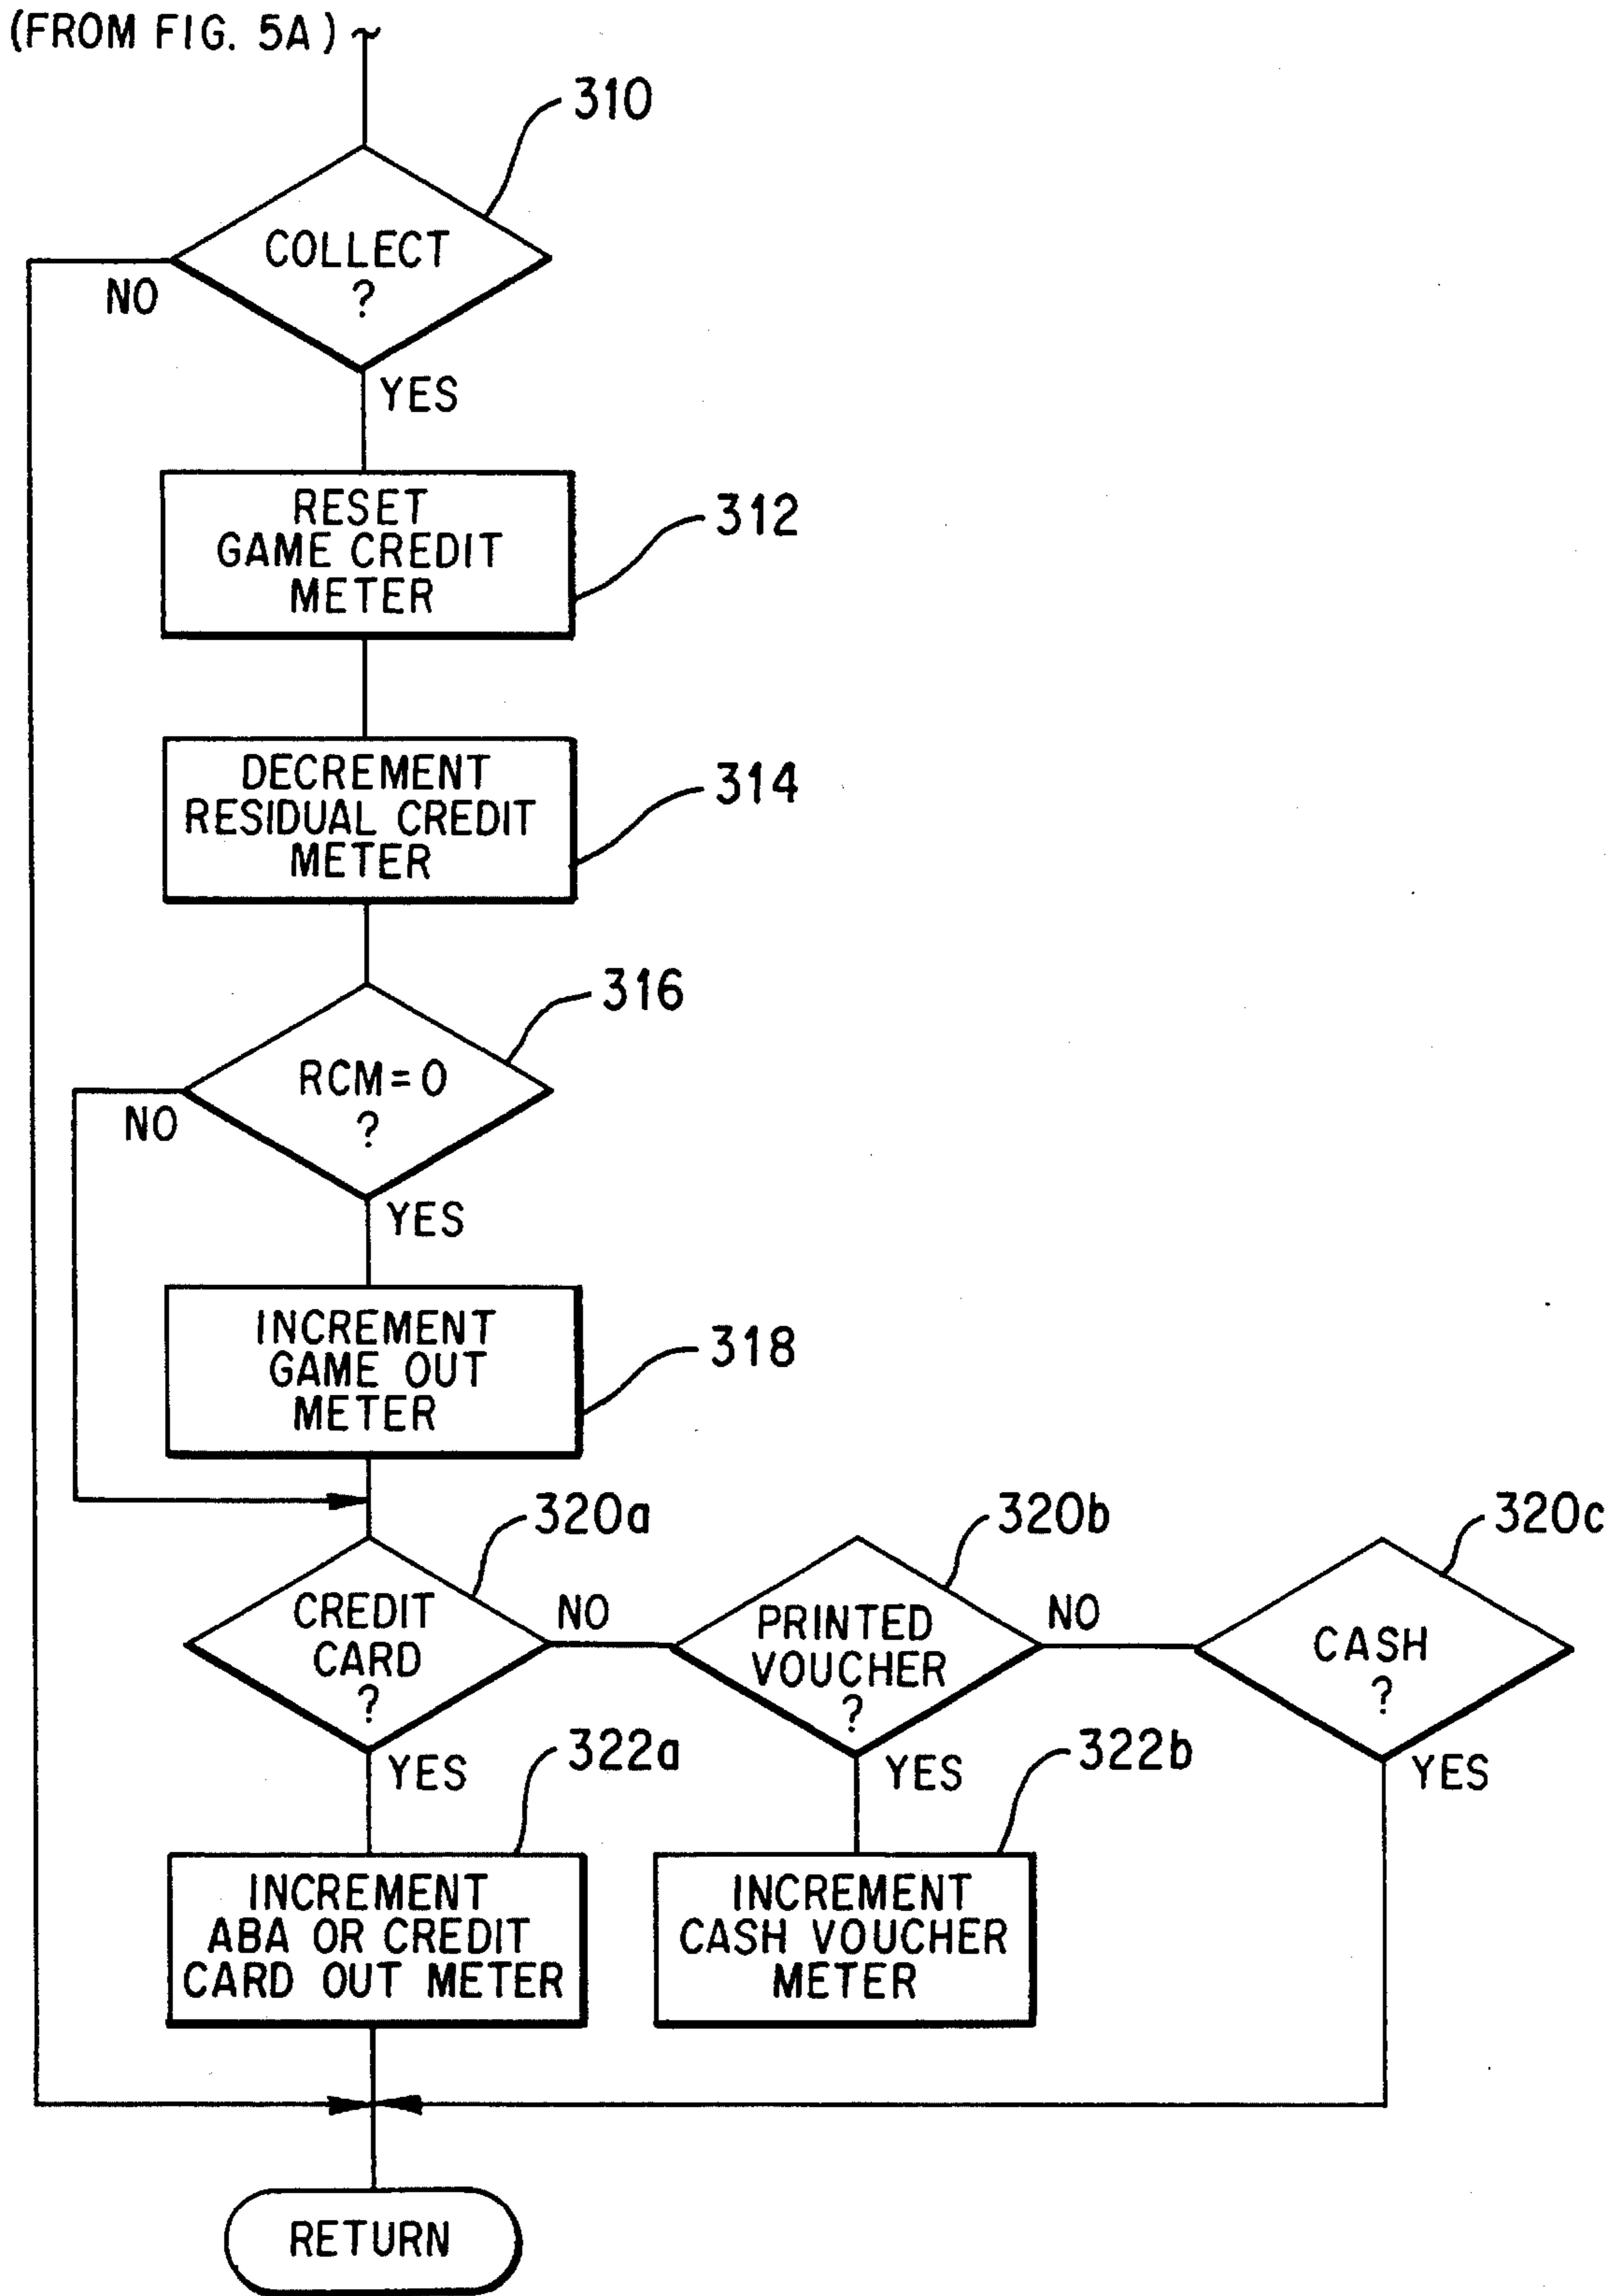 (FROM FIG. 5A)
310
COLLECT
?
NO
YES
RESET
GAME CREDIT
METER
312
DECREMENT
RESIDUAL CREDIT
METER
314
316
RCM=0
?
NO
YES
INCREMENT
GAME OUT
METER
318
320a
320b
320c
CREDIT
CARD
?
NO
PRINTED
VOUCHER
?
NO
CASH
?
YES
322a
YES
322b
YES
INCREMENT
ABA OR CREDIT
CARD OUT METER
INCREMENT
CASH VOUCHER
METER
RETURN